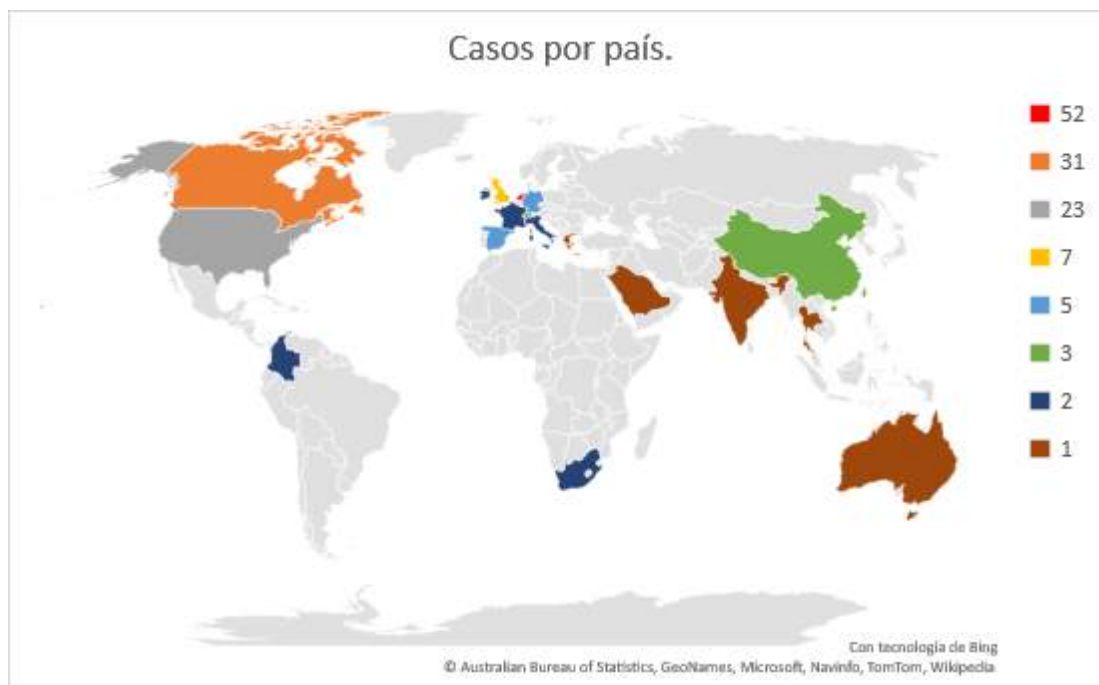 Casos por país.
52
31
23
7
5
3
2
1
Con tecnología de Bing
© Australian Bureau of Statistics, GeoNames, Microsoft, Navinfo, TomTom, Wikipedia